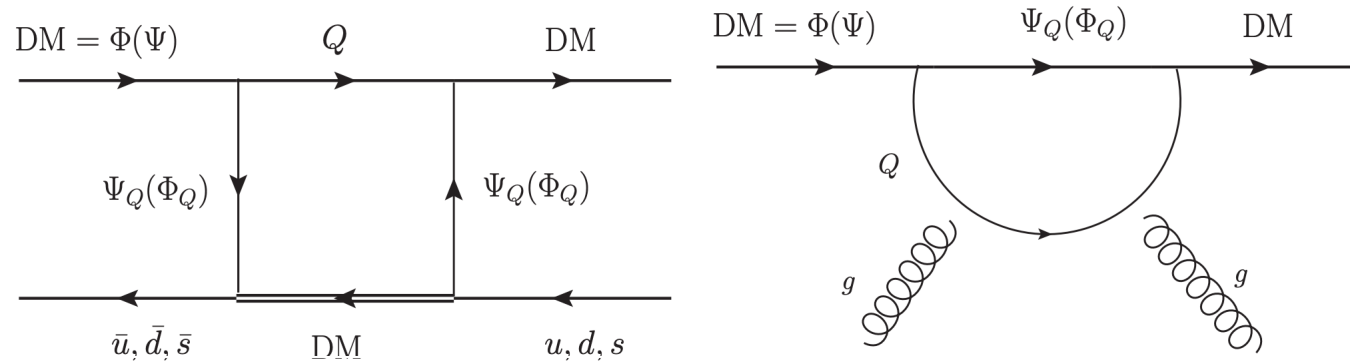 DM = Φ(Ψ) Q DM
Ψ_Q(Φ_Q) Ψ_Q(Φ_Q)
ū, d̄, s̄ DM u, d, s
DM = Φ(Ψ) Ψ_Q(Φ_Q) DM
Q
g g